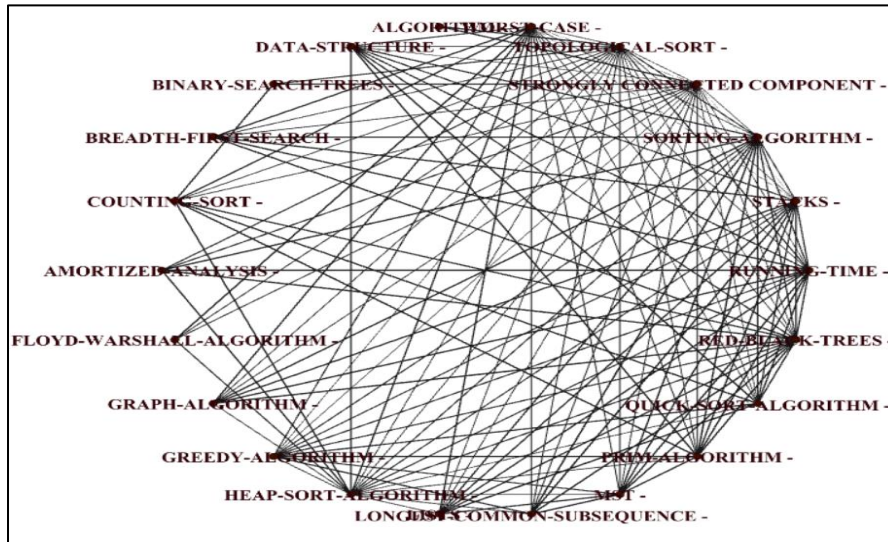 ALGORITHM
WORST-CASE -
DATA-STRUCTURE -
TOPOLOGICAL-SORT -
BINARY-SEARCH-TREES -
STRONGLY CONNECTED COMPONENT -
BREADTH-FIRST-SEARCH -
SORTING-ALGORITHM -
COUNTING-SORT -
STACKS -
AMORTIZED-ANALYSIS -
RUNNING-TIME -
FLOYD-WARSHALL-ALGORITHM -
RED-BLACK-TREES -
GRAPH-ALGORITHM -
QUICK-SORT-ALGORITHM -
GREEDY-ALGORITHM -
PRIM-ALGORITHM -
HEAP-SORT-ALGORITHM -
MST -
LONGEST-COMMON-SUBSEQUENCE -